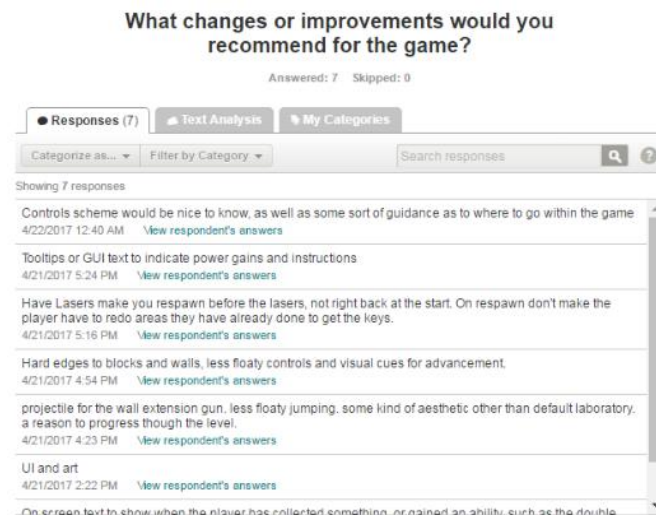 What changes or improvements would you
recommend for the game?
Answered: 7 Skipped: 0
Responses (7)
Text Analysis
My Categories
Categorize as...
Filter by Category
Search responses
?
Showing 7 responses
Controls scheme would be nice to know, as well as some sort of guidance as to where to go within the game
4/22/2017 12:40 AM View respondent's answers
Tooltips or GUI text to indicate power gains and instructions
4/21/2017 5:24 PM View respondent's answers
Have Lasers make you respawn before the lasers, not right back at the start. On respawn don't make the
player have to redo areas they have already done to get the keys.
4/21/2017 5:16 PM View respondent's answers
Hard edges to blocks and walls, less floaty controls and visual cues for advancement.
4/21/2017 4:54 PM View respondent's answers
projectile for the wall extension gun. less floaty jumping. some kind of aesthetic other than default laboratory.
a reason to progress though the level.
4/21/2017 4:23 PM View respondent's answers
UI and art
4/21/2017 2:22 PM View respondent's answers
On screen text to show when the player has collected something, or gained an ability, such as the double